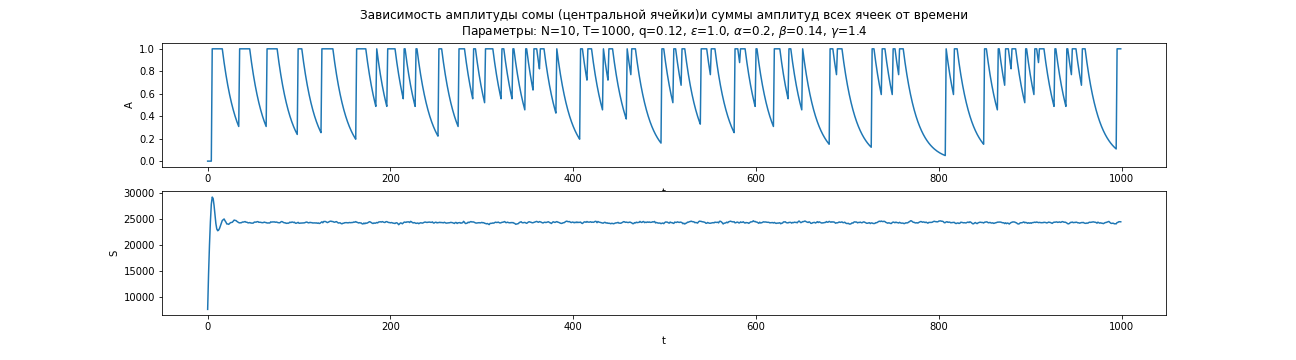 Зависимость амплитуды сомы (центральной ячейки)и суммы амплитуд всех ячеек от времени
Параметры: N=10, T=1000, q=0.12, ε=1.0, α=0.2, β=0.14, γ=1.4
1.0
0.8
0.6
0.4
0.2
0.0
A
0 200 400 600 800 1000
30000
25000
20000
15000
10000
S
0 200 400 600 800 1000
t